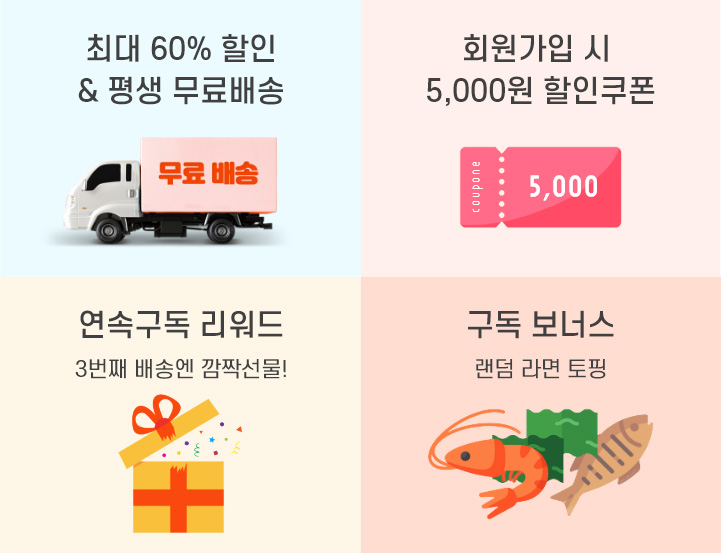 최대 60% 할인
& 평생 무료배송
무료 배송
회원가입 시
5,000원 할인쿠폰
coupone
5,000
연속구독 리워드
3번째 배송엔 깜짝선물!
구독 보너스
랜덤 라면 토핑